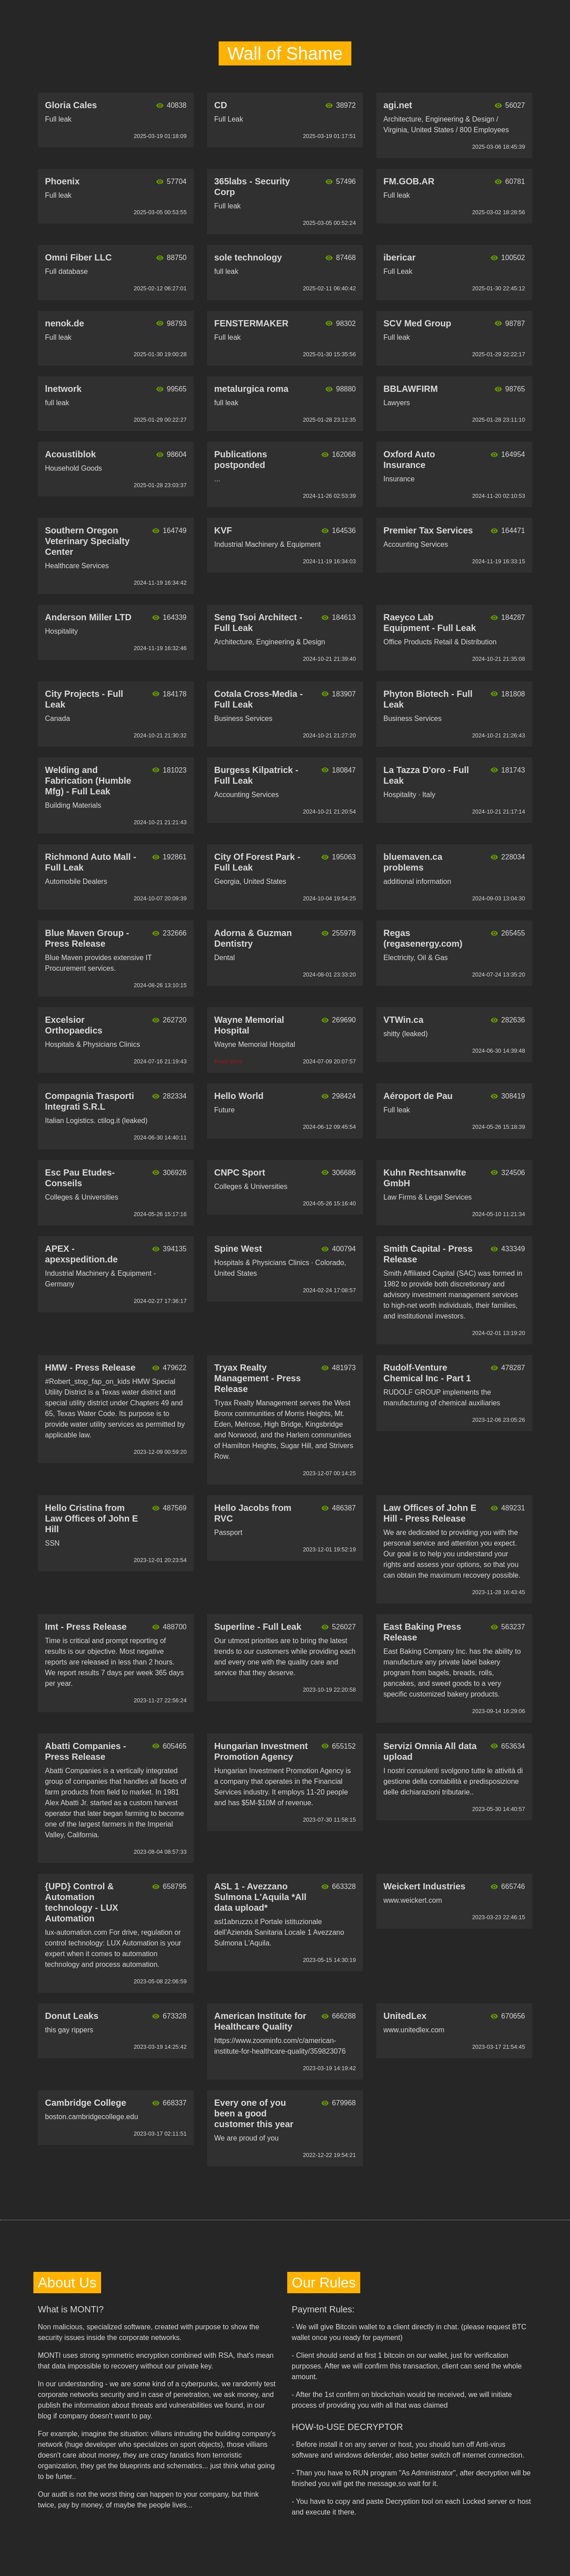 Wall of Shame
Gloria Cales 40838
Full leak
2025-03-19 01:18:09
CD 38972
Full Leak
2025-03-19 01:17:51
agi.net 56027
Architecture, Engineering & Design /
Virginia, United States / 800 Employees
2025-03-06 18:45:39
Phoenix 57704
Full leak
2025-03-05 00:53:55
365labs - Security 57496
Corp
Full leak
2025-03-05 00:52:24
FM.GOB.AR 60781
Full leak
2025-03-02 18:28:56
Omni Fiber LLC 88750
Full database
2025-02-12 06:27:01
sole technology 87468
full leak
2025-02-11 06:40:42
ibericar 100502
Full Leak
2025-01-30 22:45:12
nenok.de 98793
Full leak
2025-01-30 19:00:28
FENSTERMAKER 98302
Full leak
2025-01-30 15:35:56
SCV Med Group 98787
Full leak
2025-01-29 22:22:17
lnetwork 99565
full leak
2025-01-29 00:22:27
metalurgica roma 98880
full leak
2025-01-28 23:12:35
BBLAWFIRM 98765
Lawyers
2025-01-28 23:11:10
Acoustiblok 98604
Household Goods
2025-01-28 23:03:37
Publications 162068
postponded
...
2024-11-26 02:53:39
Oxford Auto 164954
Insurance
Insurance
2024-11-20 02:10:53
Southern Oregon 164749
Veterinary Specialty
Center
Healthcare Services
2024-11-19 16:34:42
KVF 164536
Industrial Machinery & Equipment
2024-11-19 16:34:03
Premier Tax Services 164471
Accounting Services
2024-11-19 16:33:15
Anderson Miller LTD 164339
Hospitality
2024-11-19 16:32:46
Seng Tsoi Architect - 184613
Full Leak
Architecture, Engineering & Design
2024-10-21 21:39:40
Raeyco Lab 184287
Equipment - Full Leak
Office Products Retail & Distribution
2024-10-21 21:35:08
City Projects - Full 184178
Leak
Canada
2024-10-21 21:30:32
Cotala Cross-Media - 183907
Full Leak
Business Services
2024-10-21 21:27:20
Phyton Biotech - Full 181808
Leak
Business Services
2024-10-21 21:26:43
Welding and 181023
Fabrication (Humble
Mfg) - Full Leak
Building Materials
2024-10-21 21:21:43
Burgess Kilpatrick - 180847
Full Leak
Accounting Services
2024-10-21 21:20:54
La Tazza D'oro - Full 181743
Leak
Hospitality · Italy
2024-10-21 21:17:14
Richmond Auto Mall - 192861
Full Leak
Automobile Dealers
2024-10-07 20:09:39
City Of Forest Park - 195063
Full Leak
Georgia, United States
2024-10-04 19:54:25
bluemaven.ca 228034
problems
additional information
2024-09-03 13:04:30
Blue Maven Group - 232666
Press Release
Blue Maven provides extensive IT
Procurement services.
2024-08-26 13:10:15
Adorna & Guzman 255978
Dentistry
Dental
2024-08-01 23:33:20
Regas 265455
(regasenergy.com)
Electricity, Oil & Gas
2024-07-24 13:35:20
Excelsior 262720
Orthopaedics
Hospitals & Physicians Clinics
2024-07-16 21:19:43
Wayne Memorial 269690
Hospital
Wayne Memorial Hospital
2024-07-09 20:07:57
VTWin.ca 282636
shitty (leaked)
2024-06-30 14:39:48
Compagnia Trasporti 282334
Integrati S.R.L
Italian Logistics. ctilog.it (leaked)
2024-06-30 14:40:11
Hello World 298424
Future
2024-06-12 09:45:54
Aéroport de Pau 308419
Full leak
2024-05-26 15:18:39
Esc Pau Etudes- 306926
Conseils
Colleges & Universities
2024-05-26 15:17:16
CNPC Sport 306686
Colleges & Universities
2024-05-26 15:16:40
Kuhn Rechtsanwlte 324506
GmbH
Law Firms & Legal Services
2024-05-10 11:21:34
APEX - 394135
apexspedition.de
Industrial Machinery & Equipment -
Germany
2024-02-27 17:36:17
Spine West 400794
Hospitals & Physicians Clinics · Colorado,
United States
2024-02-24 17:08:57
Smith Capital - Press 433349
Release
Smith Affiliated Capital (SAC) was formed in
1982 to provide both discretionary and
advisory investment management services
to high-net worth individuals, their families,
and institutional investors.
2024-02-01 13:19:20
HMW - Press Release 479622
#Robert_stop_fap_on_kids HMW Special
Utility District is a Texas water district and
special utility district under Chapters 49 and
65, Texas Water Code. Its purpose is to
provide water utility services as permitted by
applicable law.
2023-12-09 00:59:20
Tryax Realty 481973
Management - Press
Release
Tryax Realty Management serves the West
Bronx communities of Morris Heights, Mt.
Eden, Melrose, High Bridge, Kingsbridge
and Norwood, and the Harlem communities
of Hamilton Heights, Sugar Hill, and Strivers
Row.
2023-12-07 00:14:25
Rudolf-Venture 478287
Chemical Inc - Part 1
RUDOLF GROUP implements the
manufacturing of chemical auxiliaries
2023-12-06 23:05:26
Hello Cristina from 487569
Law Offices of John E
Hill
SSN
2023-12-01 20:23:54
Hello Jacobs from 486387
RVC
Passport
2023-12-01 19:52:19
Law Offices of John E 489231
Hill - Press Release
We are dedicated to providing you with the
personal service and attention you expect.
Our goal is to help you understand your
rights and assess your options, so that you
can obtain the maximum recovery possible.
2023-11-28 16:43:45
Imt - Press Release 488700
Time is critical and prompt reporting of
results is our objective. Most negative
reports are released in less than 2 hours.
We report results 7 days per week 365 days
per year.
2023-11-27 22:56:24
Superline - Full Leak 526027
Our utmost priorities are to bring the latest
trends to our customers while providing each
and every one with the quality care and
service that they deserve.
2023-10-19 22:20:58
East Baking Press 563237
Release
East Baking Company Inc. has the ability to
manufacture any private label bakery
program from bagels, breads, rolls,
pancakes, and sweet goods to a very
specific customized bakery products.
2023-09-14 16:29:06
Abatti Companies - 605465
Press Release
Abatti Companies is a vertically integrated
group of companies that handles all facets of
farm products from field to market. In 1981
Alex Abatti Jr. started as a custom harvest
operator that later began farming to become
one of the largest farmers in the Imperial
Valley, California.
2023-08-04 08:57:33
Hungarian Investment 655152
Promotion Agency
Hungarian Investment Promotion Agency is
a company that operates in the Financial
Services industry. It employs 11-20 people
and has $5M-$10M of revenue.
2023-07-30 11:58:15
Servizi Omnia All data 653634
upload
I nostri consulenti svolgono tutte le attività di
gestione della contabilità e predisposizione
delle dichiarazioni tributarie..
2023-05-30 14:40:57
{UPD} Control & 658795
Automation
technology - LUX
Automation
lux-automation.com For drive, regulation or
control technology: LUX Automation is your
expert when it comes to automation
technology and process automation.
2023-05-08 22:06:59
ASL 1 - Avezzano 663328
Sulmona L'Aquila *All
data upload*
asl1abruzzo.it Portale istituzionale
dell'Azienda Sanitaria Locale 1 Avezzano
Sulmona L'Aquila.
2023-05-15 14:30:19
Weickert Industries 665746
www.weickert.com
2023-03-23 22:46:15
Donut Leaks 673328
this gay rippers
2023-03-19 14:25:42
American Institute for 666288
Healthcare Quality
https://www.zoominfo.com/c/american-
institute-for-healthcare-quality/359823076
2023-03-19 14:19:42
UnitedLex 670656
www.unitedlex.com
2023-03-17 21:54:45
Cambridge College 668337
boston.cambridgecollege.edu
2023-03-17 02:11:51
Every one of you 679968
been a good
customer this year
We are proud of you
2022-12-22 19:54:21
About Us
What is MONTI?
Non malicious, specialized software, created with purpose to show the
security issues inside the corporate networks.
MONTI uses strong symmetric encryption combined with RSA, that's mean
that data impossible to recovery without our private key.
In our understanding - we are some kind of a cyberpunks, we randomly test
corporate networks security and in case of penetration, we ask money, and
publish the information about threats and vulnerabilities we found, in our
blog if company doesn't want to pay.
For example, imagine the situation: villians intruding the building company's
network (huge developer who specializes on sport objects), those villians
doesn't care about money, they are crazy fanatics from terroristic
organization, they get the blueprints and schematics... just think what going
to be furter..
Our audit is not the worst thing can happen to your company, but think
twice, pay by money, of maybe the people lives...
Our Rules
Payment Rules:
- We will give Bitcoin wallet to a client directly in chat. (please request BTC
wallet once you ready for payment)
- Client should send at first 1 bitcoin on our wallet, just for verification
purposes. After we will confirm this transaction, client can send the whole
amount.
- After the 1st confirm on blockchain would be received, we will initiate
process of providing you with all that was claimed
HOW-to-USE DECRYPTOR
- Before install it on any server or host, you should turn off Anti-virus
software and windows defender, also better switch off internet connection.
- Than you have to RUN program "As Administrator", after decryption will be
finished you will get the message,so wait for it.
- You have to copy and paste Decryption tool on each Locked server or host
and execute it there.